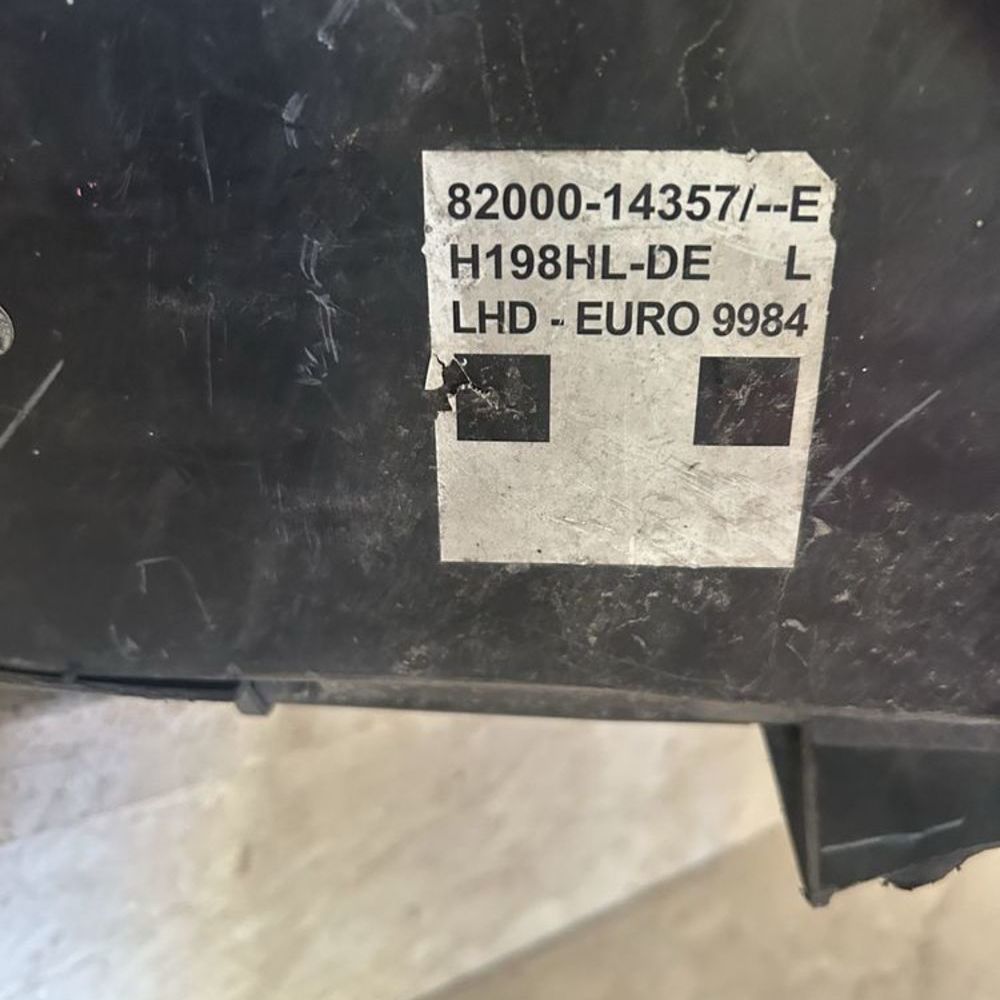 82000-14357/--E
H198HL-DE L
LHD - EURO 9984